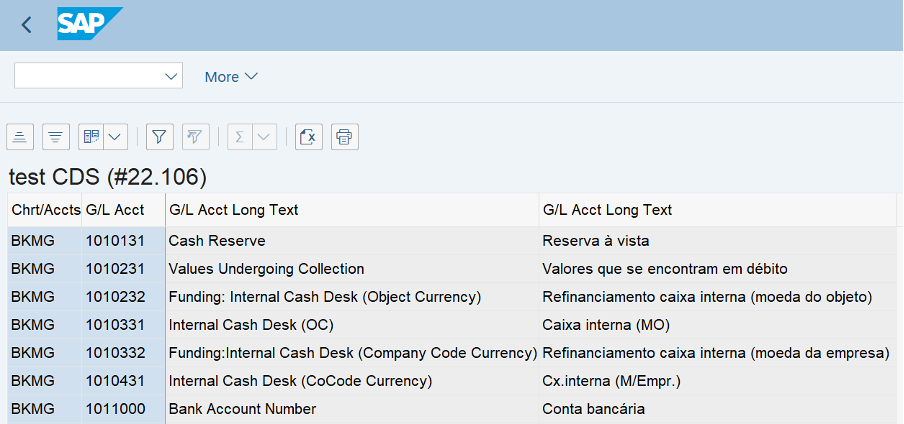 SAP
More
test CDS (#22.106)
Chrt/Accts G/L Acct G/L Acct Long Text G/L Acct Long Text
BKMG 1010131 Cash Reserve Reserva à vista
BKMG 1010231 Values Undergoing Collection Valores que se encontram em débito
BKMG 1010232 Funding: Internal Cash Desk (Object Currency) Refinanciamento caixa interna (moeda do objeto)
BKMG 1010331 Internal Cash Desk (OC) Caixa interna (MO)
BKMG 1010332 Funding:Internal Cash Desk (Company Code Currency) Refinanciamento caixa interna (moeda da empresa)
BKMG 1010431 Internal Cash Desk (CoCode Currency) Cx.interna (M/Empr.)
BKMG 1011000 Bank Account Number Conta bancária